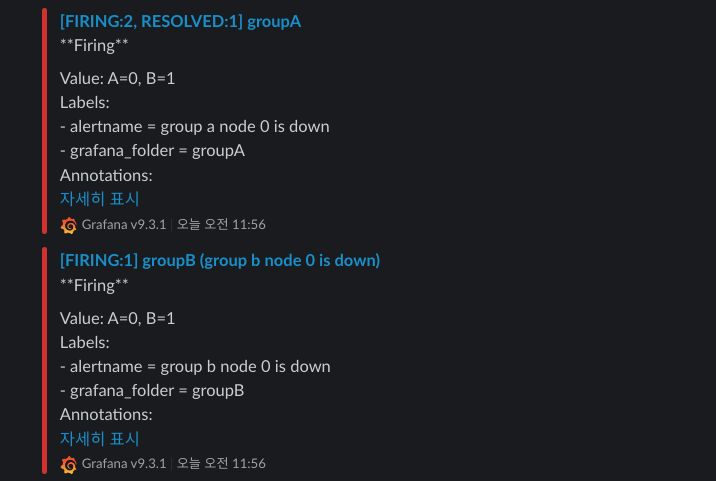 [FIRING:2, RESOLVED:1] groupA
**Firing**
Value: A=0, B=1
Labels:
- alertname = group a node 0 is down
- grafana_folder = groupA
Annotations:
자세히 표시
Grafana v9.3.1 | 오늘 오전 11:56
[FIRING:1] groupB (group b node 0 is down)
**Firing**
Value: A=0, B=1
Labels:
- alertname = group b node 0 is down
- grafana_folder = groupB
Annotations:
자세히 표시
Grafana v9.3.1 | 오늘 오전 11:56